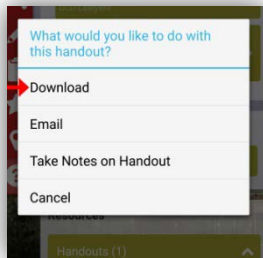 What would you like to do with
this handout?
Download
Email
Take Notes on Handout
Cancel
Resources
Handouts (1)